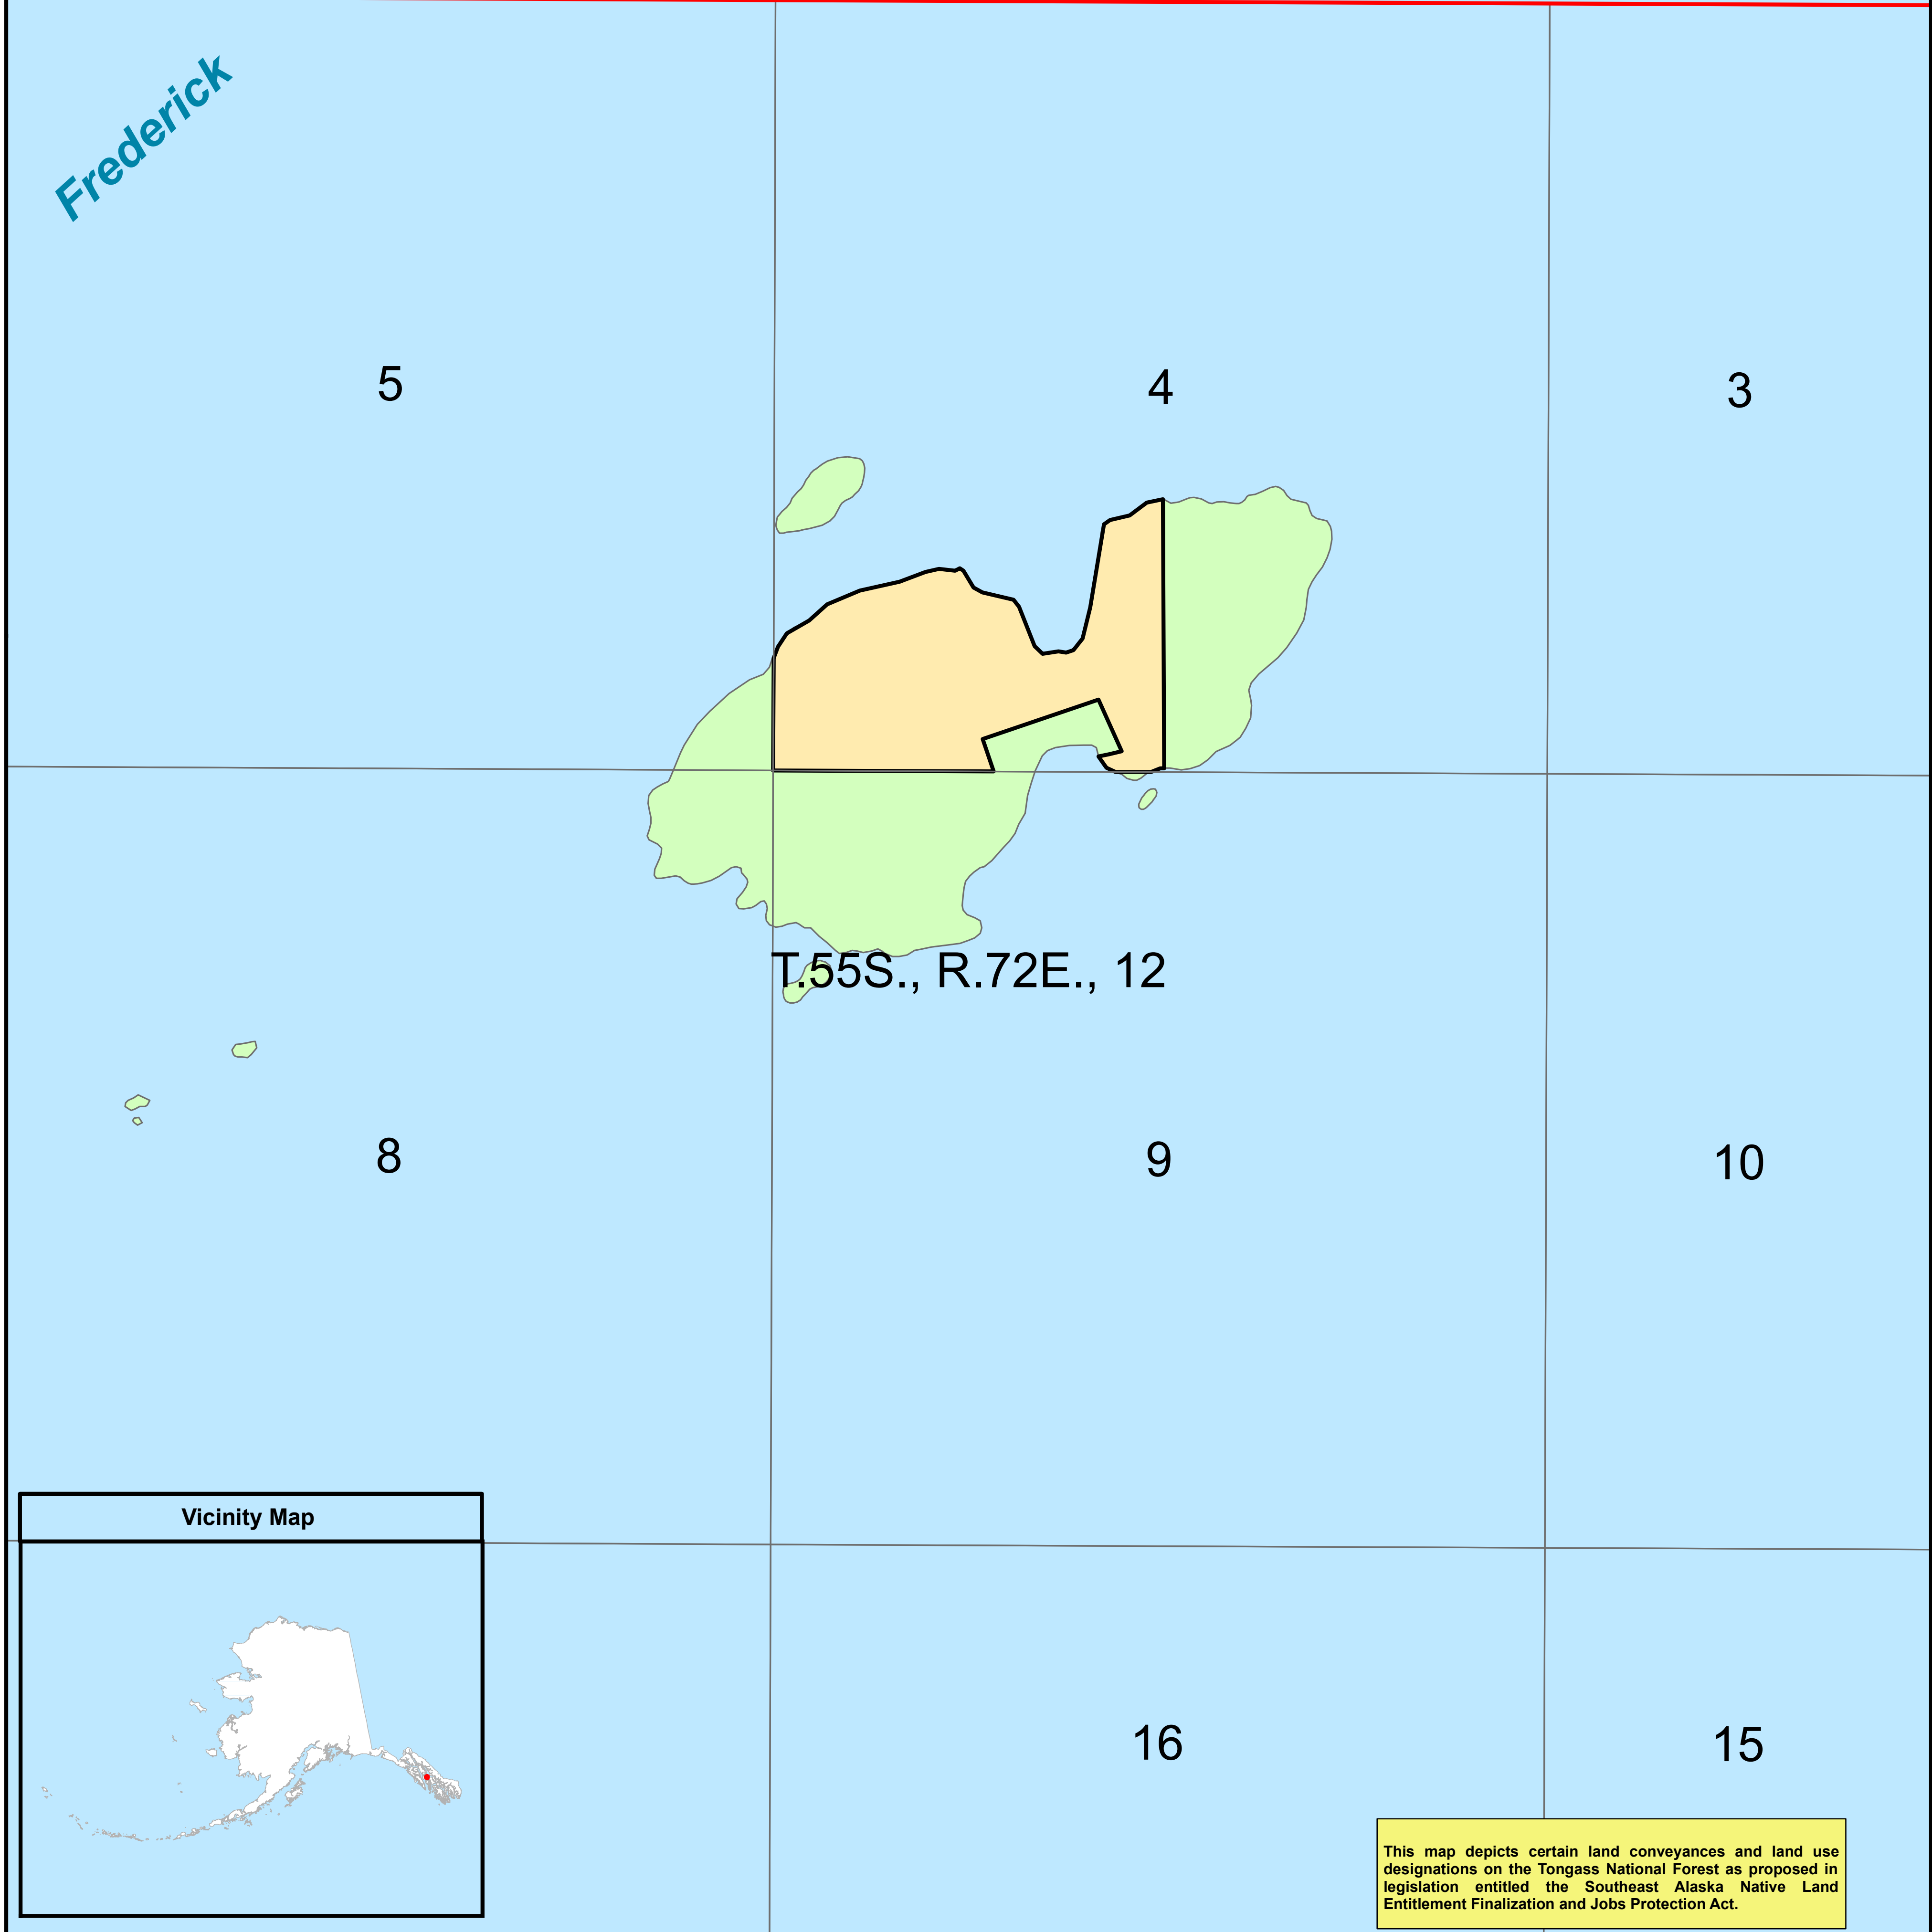 Frederick
5
4
3
T.55S., R.72E., 12
8
9
10
Vicinity Map
16
15
This map depicts certain land conveyances and land use
designations on the Tongass National Forest as proposed in
legislation entitled the Southeast Alaska Native Land
Entitlement Finalization and Jobs Protection Act.